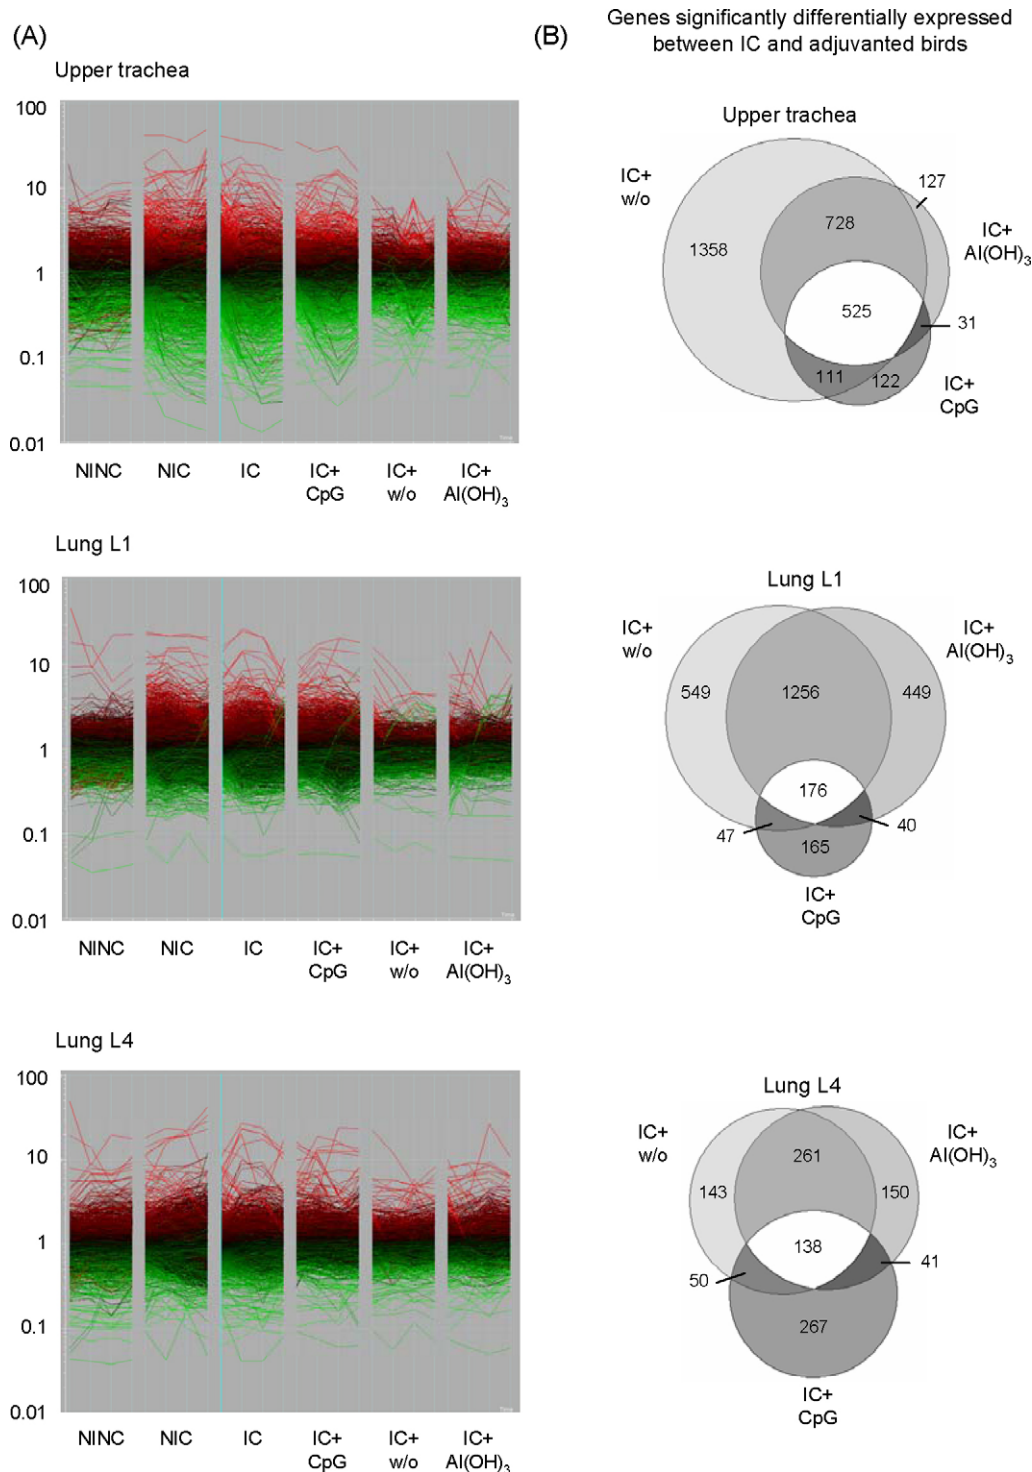 (A)
Upper trachea
100
10
1
0.1
0.01
NINC
NIC
IC
IC+
CpG
IC+
w/o
IC+
Al(OH)3
Lung L1
100
10
1
0.1
0.01
NINC
NIC
IC
IC+
CpG
IC+
w/o
IC+
Al(OH)3
Lung L4
100
10
1
0.1
0.01
NINC
NIC
IC
IC+
CpG
IC+
w/o
IC+
Al(OH)3
(B)
Genes significantly differentially expressed
between IC and adjuvanted birds
Upper trachea
IC+
w/o
127
728
IC+
Al(OH)3
1358
525
31
111
122
IC+
CpG
Lung L1
IC+
w/o
IC+
Al(OH)3
549
1256
449
176
47
40
165
IC+
CpG
Lung L4
IC+
w/o
IC+
Al(OH)3
261
143
150
138
50
41
267
IC+
CpG